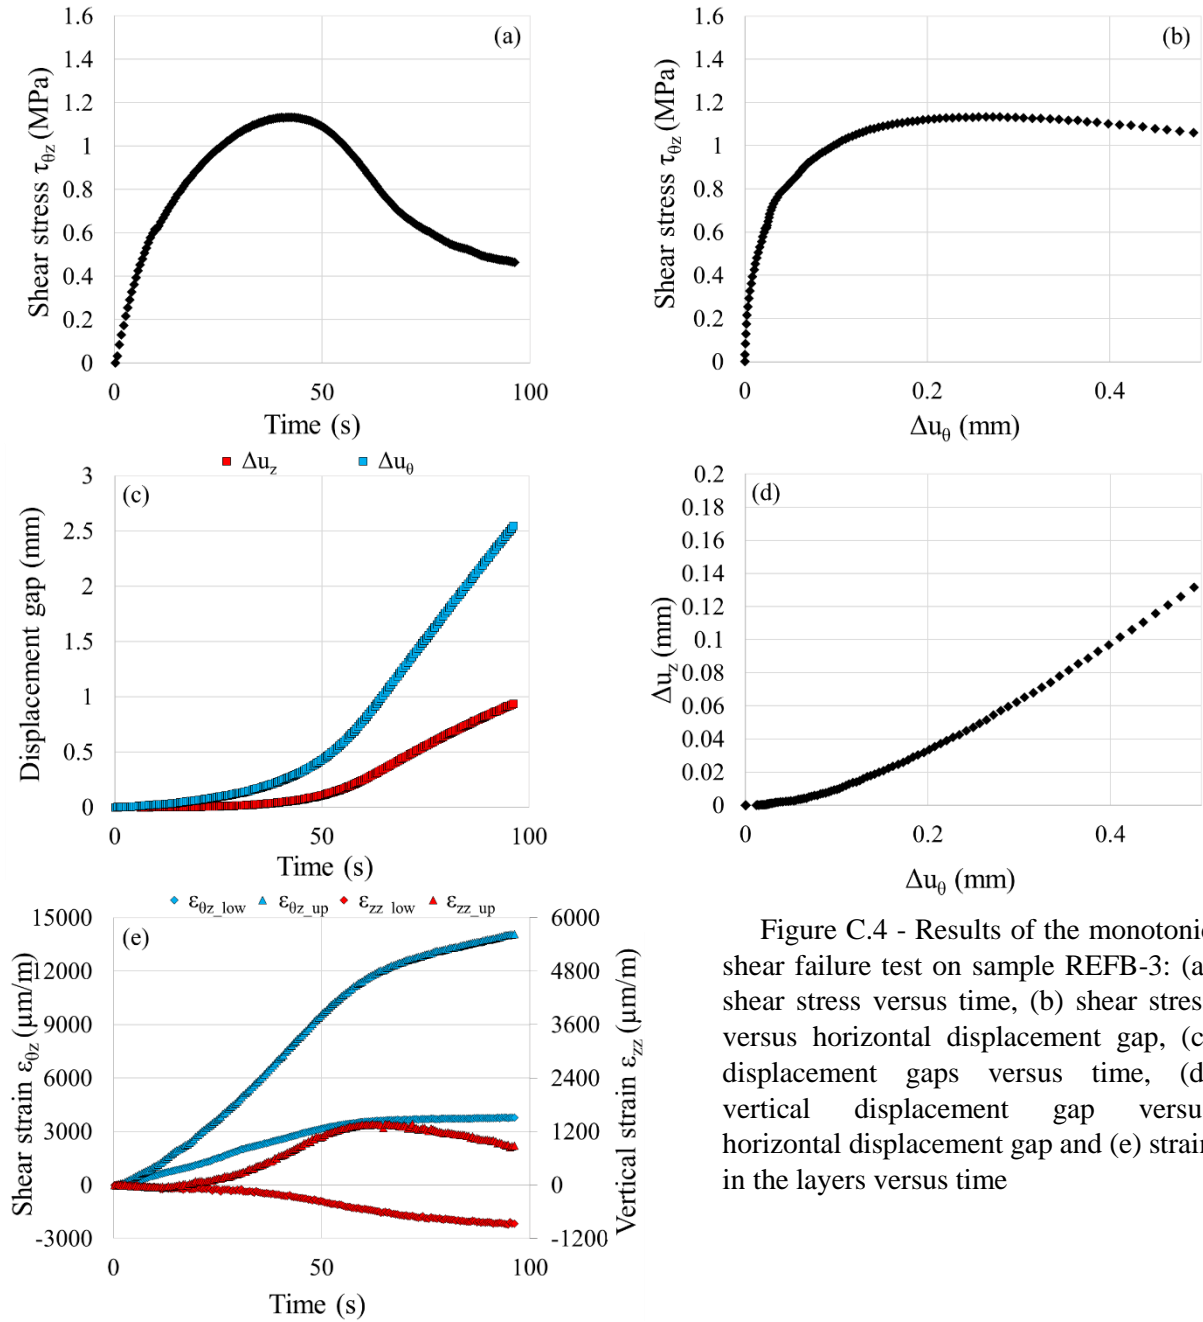 (a)
Shear stress τθz (MPa)
1.6
1.4
1.2
1
0.8
0.6
0.4
0.2
0
0
50
100
Time (s)
(b)
Shear stress τθz (MPa)
1.6
1.4
1.2
1
0.8
0.6
0.4
0.2
0
0
0.2
0.4
Δuθ (mm)
Δuz Δuθ
(c)
Displacement gap (mm)
3
2.5
2
1.5
1
0.5
0
0
50
100
Time (s)
(d)
Δuz (mm)
0.2
0.18
0.16
0.14
0.12
0.1
0.08
0.06
0.04
0.02
0
0
0.2
0.4
Δuθ (mm)
εθz_low εθz_up εzz_low εzz_up
(e)
Shear strain εθz (µm/m)
15000
12000
9000
6000
3000
0
-3000
Vertical strain εzz (µm/m)
6000
4800
3600
2400
1200
0
-1200
0
50
100
Time (s)
Figure C.4 - Results of the monotonic
shear failure test on sample REFB-3: (a
shear stress versus time, (b) shear stres
versus horizontal displacement gap, (c
displacement gaps versus time, (d
vertical displacement gap versu
horizontal displacement gap and (e) strain
in the layers versus time